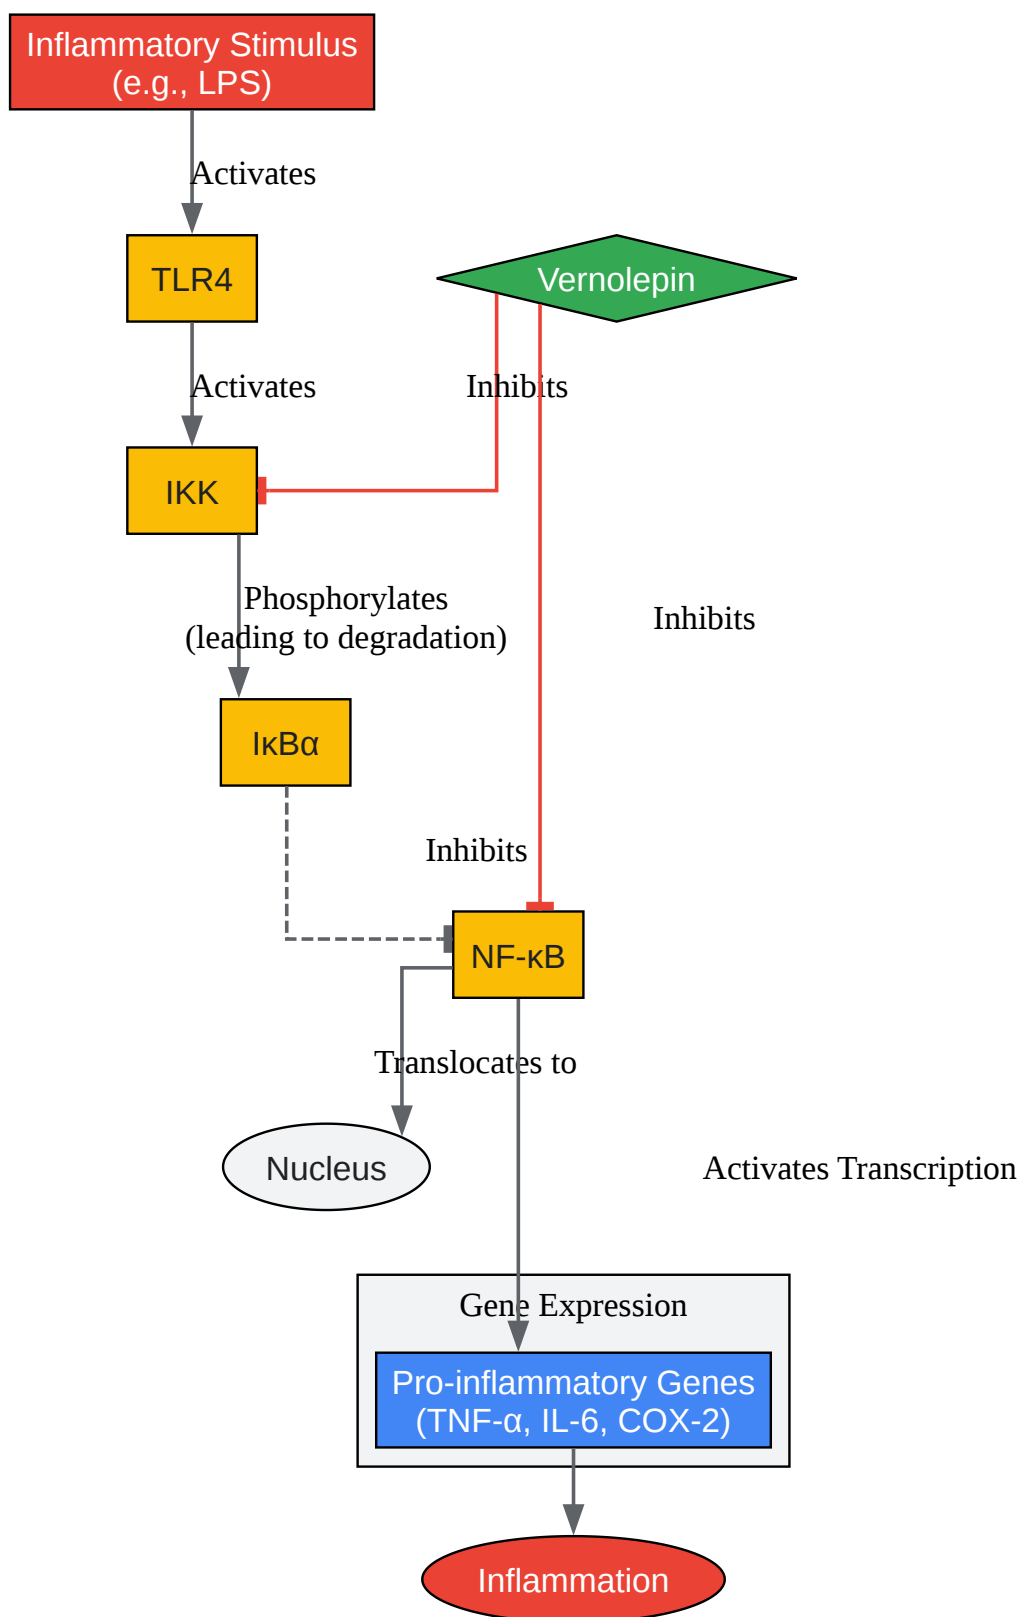 Inflammatory Stimulus
(e.g., LPS)
Activates
TLR4
Vernolepin
Activates
Inhibits
IKK
Phosphorylates
(leading to degradation)
Inhibits
IκBα
Inhibits
NF-κB
Translocates to
Nucleus
Activates Transcription
Gene Expression
Pro-inflammatory Genes
(TNF-α, IL-6, COX-2)
Inflammation